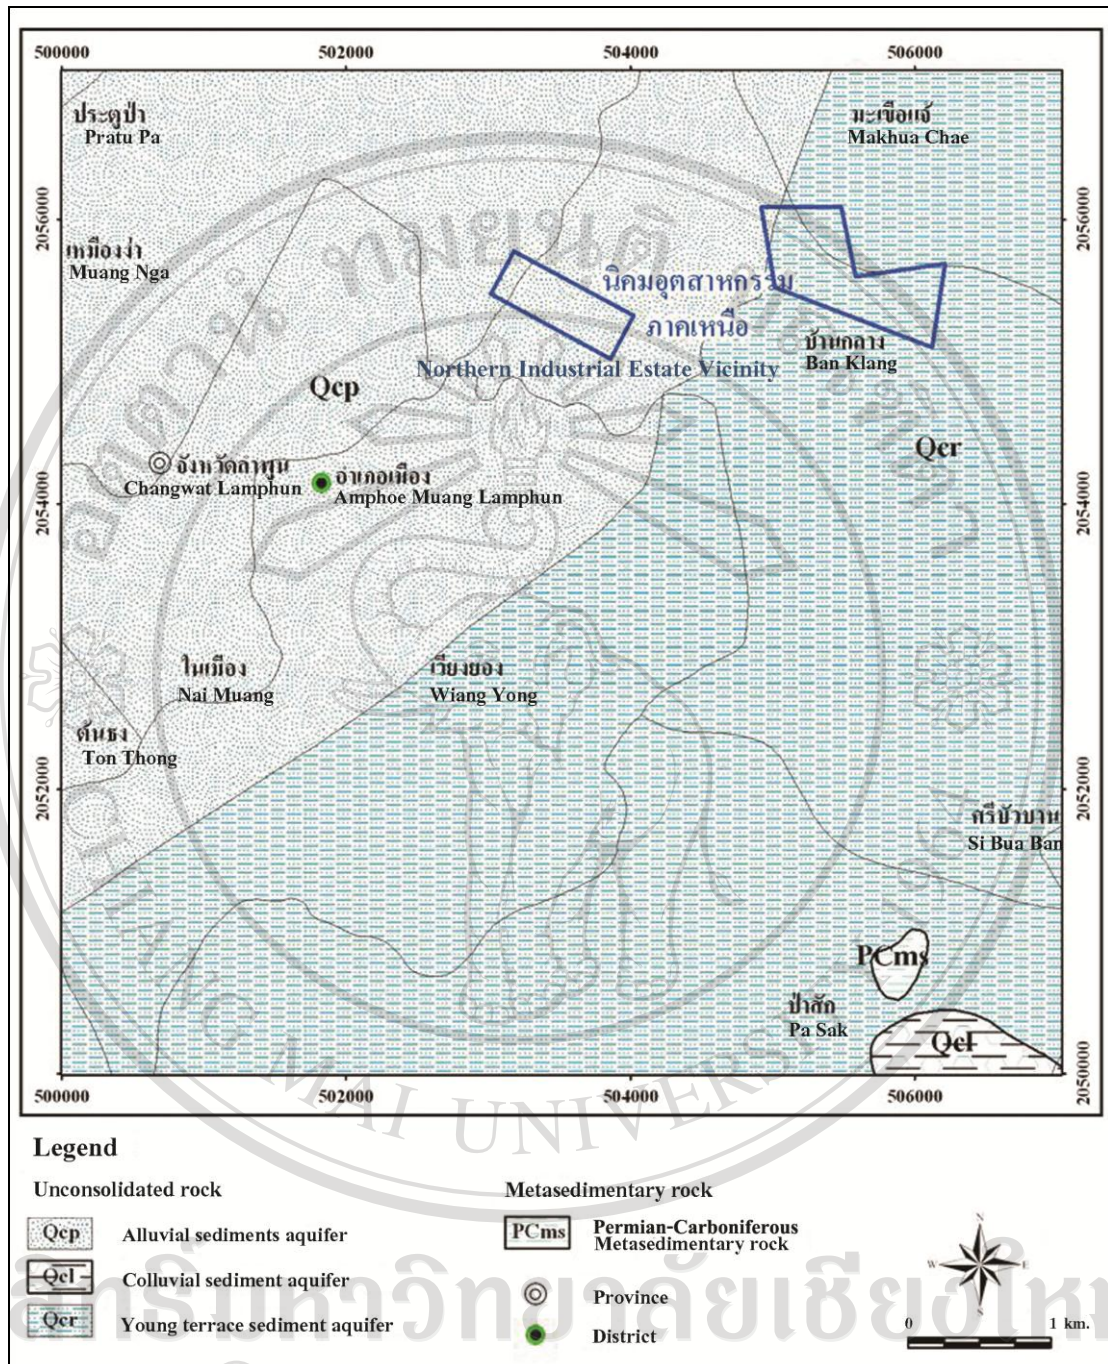 500000 502000 504000 506000
ประตูป่า
Pratu Pa
มะเขือแจ้
Makhua Chae
2056000
2056000
เหมืองง่า
Muang Nga
นิคมอุตสาหกรรม
ภาคเหนือ
Northern Industrial Estate Vicinity
บ้านกลาง
Ban Klang
Qcp
Qcr
จังหวัดลำพูน
Changwat Lamphun
อำเภอเมือง
Amphoe Muang Lamphun
2054000
2054000
ในเมือง
Nai Muang
เวียงยอง
Wiang Yong
ต้นธง
Ton Thong
2052000
2052000
ศรีบัวบาน
Si Bua Ban
PCms
ป่าสัก
Pa Sak
Qcl
2050000
500000 502000 504000 506000
CHIANG MAI UNIVERSITY 1964
Legend
Unconsolidated rock
Qcp Alluvial sediments aquifer
Qcl Colluvial sediment aquifer
Qcr Young terrace sediment aquifer
Metasedimentary rock
PCms Permian-Carboniferous
Metasedimentary rock
Province
District
N
W E
S
0 1 km.